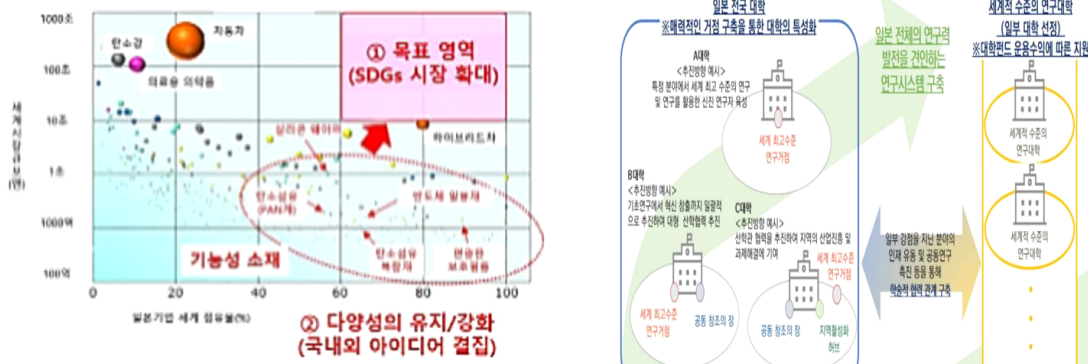 1000조
100조
10조
1조
1000억
100억
0
20
40
60
80
100
일본기업 세계 점유율(%)
자동차
탄소강
의료용 의약품
① 목표 영역
(SDGs 시장 확대)
실리콘 웨이퍼
하이브리드차
탄소섬유
(PAN계)
반도체 밀봉재
탄소섬유
복합재
편광판
보호필름
기능성 소재
② 다양성의 유지/강화
(국내외 아이디어 결집)
일본 전국 대학
※매력적인 거점 구축을 통한 대학의 특성화
A대학
<추진방향 예시>
특정 분야에서 세계 최고 수준의 연구
및 연구를 활용한 신진 연구자 육성
세계 최고수준
연구거점
B대학
<추진방향 예시>
기초연구에서 혁신 창출까지 일괄적
으로 추진하여 대형 산학협력 추진
세계 최고수준
연구거점
공동 창조의 장
C대학
<추진방향 예시>
산학관 협력을 추진하여 지역의 산업진흥 및
과제해결에 기여
세계 최고수준
연구거점
공동 창조의 장
지역활성화
허브
일본 전체의 연구력
발전을 견인하는
연구시스템 구축
일부 강점을 지닌 분야의
인재 유동 및 공동연구
촉진 등을 통해
학술적 협력 관계 구축
세계적 수준의 연구대학
(일부 대학 선정)
※대학펀드 운용수익에 따른 지원
세계적 수준의
연구대학
세계적 수준의
연구대학